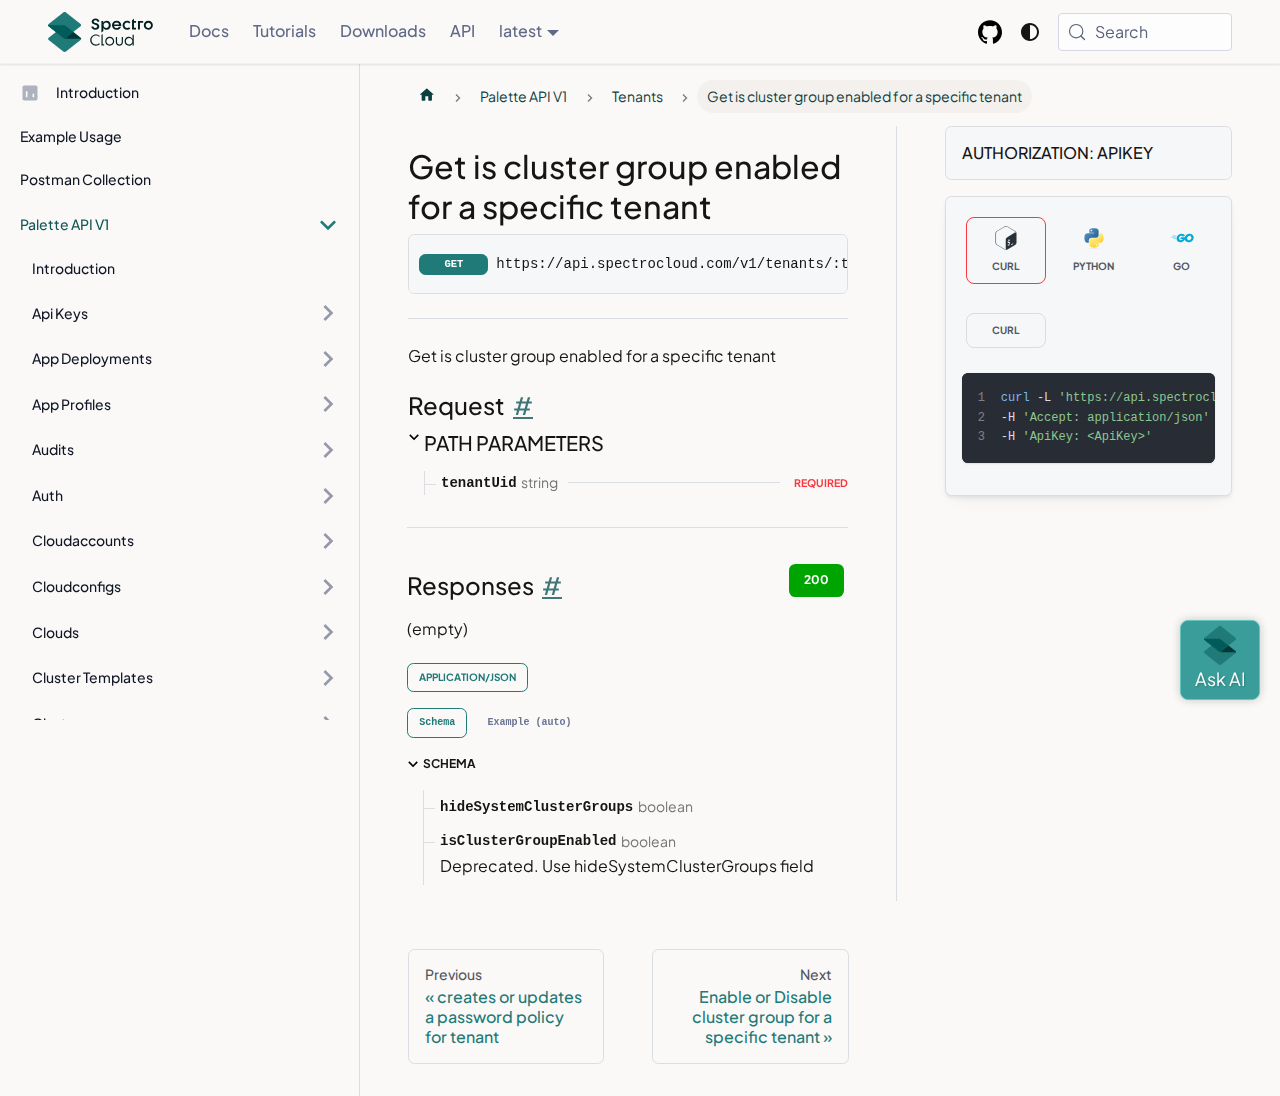 Spectro Cloud
Docs
Tutorials
Downloads
API
latest
Search
Introduction
Example Usage
Postman Collection
Palette API V1
Introduction
Api Keys
App Deployments
App Profiles
Audits
Auth
Cloudaccounts
Cloudconfigs
Clouds
Cluster Templates
Palette API V1
Tenants
Get is cluster group enabled for a specific tenant
Get is cluster group enabled
for a specific tenant
GET https://api.spectrocloud.com/v1/tenants/:t
Get is cluster group enabled for a specific tenant
Request #
PATH PARAMETERS
tenantUid string REQUIRED
Responses #
200
(empty)
APPLICATION/JSON
Schema Example (auto)
SCHEMA
hideSystemClusterGroups boolean
isClusterGroupEnabled boolean
Deprecated. Use hideSystemClusterGroups field
Previous
« creates or updates
a password policy
for tenant
Next
Enable or Disable
cluster group for a
specific tenant »
AUTHORIZATION: APIKEY
CURL
PYTHON
GO
CURL
1 curl -L 'https://api.spectrocl
2 -H 'Accept: application/json'
3 -H 'ApiKey: <ApiKey>'
Ask AI